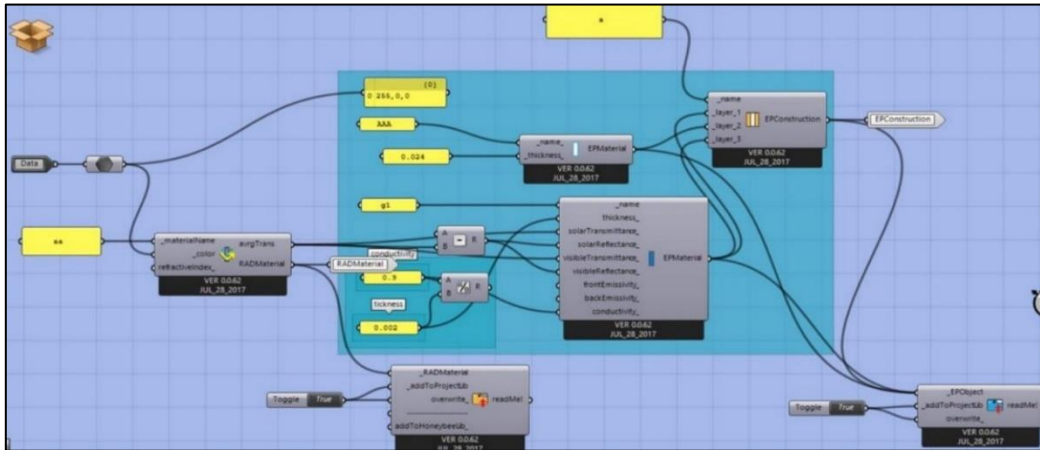 a
{0}
0 255,0,0
AAA
0.024
_name_
_thickness_
EPMaterial
VER 0.0.62
JUL_28_2017
_name
_layer_1
_layer_2
_layer_3
EPConstruction
VER 0.0.62
JUL_28_2017
EPConstruction
Data
aa
_materialName
_color
refractiveIndex_
avrgTrans
RADMaterial
VER 0.0.62
JUL_28_2017
RADMaterial
g1
A
B
R
conductivity
0.9
A
B
R
tickness
0.002
_name
thickness_
solarTransmittance_
solarReflectance_
visibleTransmittance_
visibleReflectance_
frontEmissivity_
backEmissivity_
conductivity_
EPMaterial
VER 0.0.62
JUL_28_2017
Toggle True
_RADMaterial
_addToProjectLib
overwrite_
addToHoneybeeLib_
readMe!
VER 0.0.62
JUL_28_2017
Toggle True
_EPObject
_addToProjectLib
overwrite_
readMe!
VER 0.0.62
JUL_28_2017